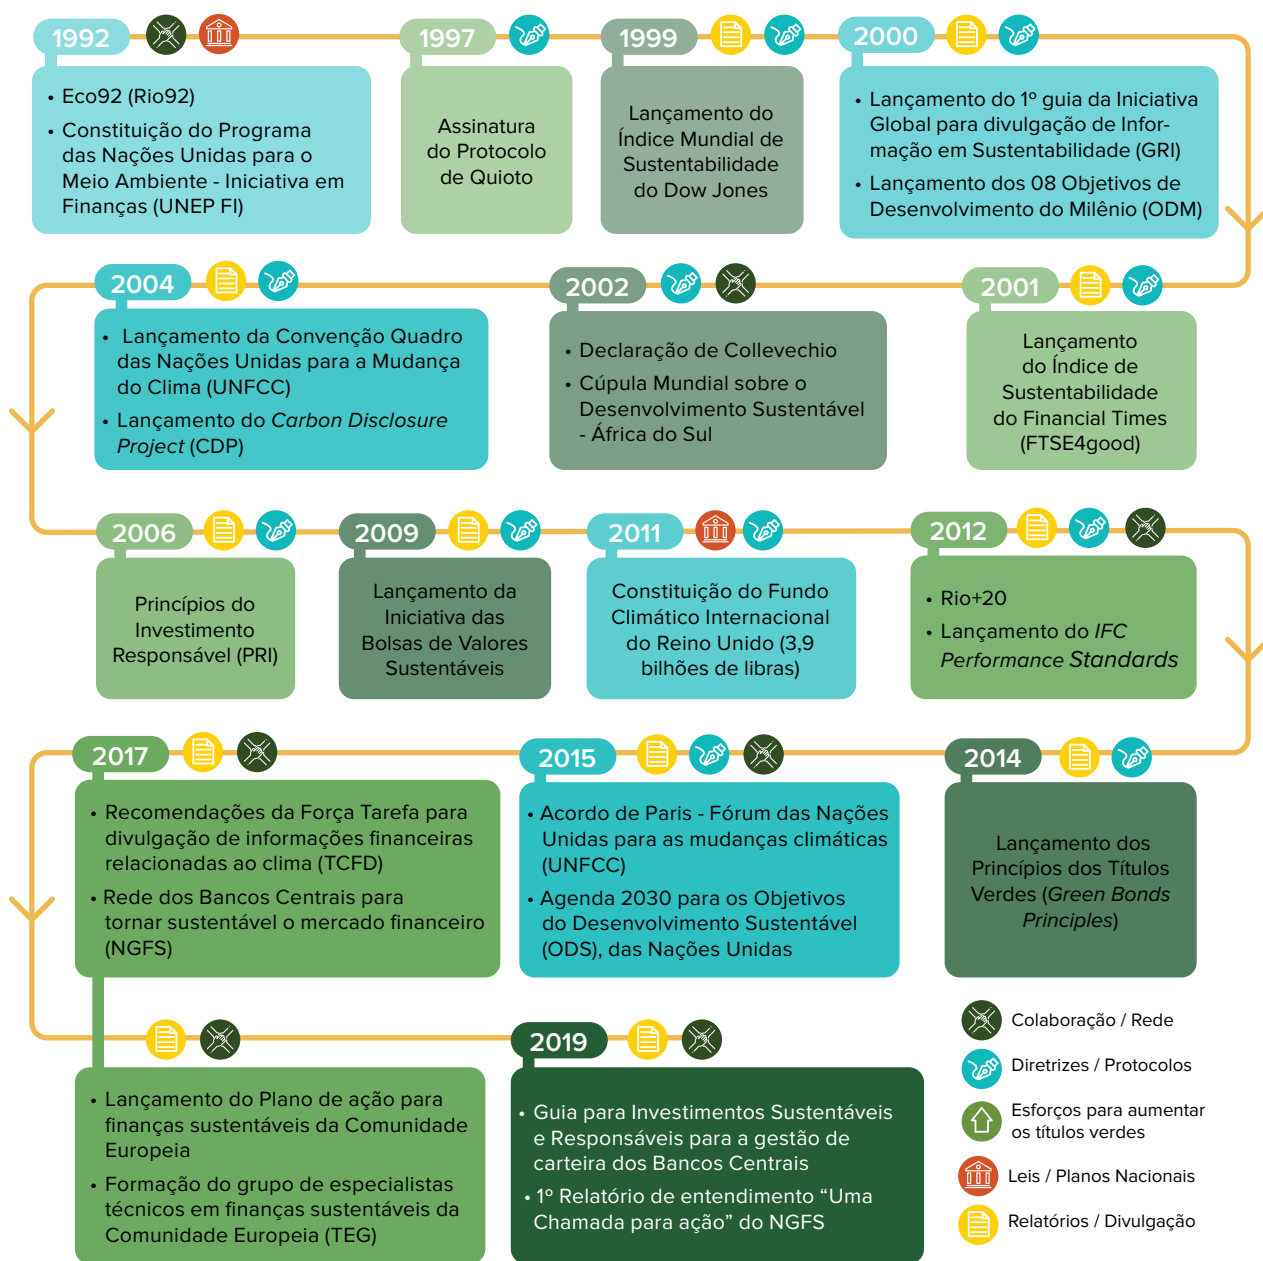 1992
• Eco92 (Rio92)
• Constituição do Programa
das Nações Unidas para o
Meio Ambiente - Iniciativa em
Finanças (UNEP FI)
1997
Assinatura
do Protocolo
de Quioto
1999
Lançamento do
Índice Mundial de
Sustentabilidade
do Dow Jones
2000
• Lançamento do 1º guia da Iniciativa
Global para divulgação de Infor-
mação em Sustentabilidade (GRI)
• Lançamento dos 08 Objetivos de
Desenvolvimento do Milênio (ODM)
2001
Lançamento
do Índice de
Sustentabilidade
do Financial Times
(FTSE4good)
2002
• Declaração de Collevechio
• Cúpula Mundial sobre o
Desenvolvimento Sustentável
- África do Sul
2004
• Lançamento da Convenção Quadro
das Nações Unidas para a Mudança
do Clima (UNFCC)
• Lançamento do Carbon Disclosure
Project (CDP)
2006
Princípios do
Investimento
Responsável (PRI)
2009
Lançamento da
Iniciativa das
Bolsas de Valores
Sustentáveis
2011
Constituição do Fundo
Climático Internacional
do Reino Unido (3,9
bilhões de libras)
2012
• Rio+20
• Lançamento do IFC
Performance Standards
2014
Lançamento dos
Princípios dos Títulos
Verdes (Green Bonds
Principles)
2015
• Acordo de Paris - Fórum das Nações
Unidas para as mudanças climáticas
(UNFCC)
• Agenda 2030 para os Objetivos
do Desenvolvimento Sustentável
(ODS), das Nações Unidas
2017
• Recomendações da Força Tarefa para
divulgação de informações financeiras
relacionadas ao clima (TCFD)
• Rede dos Bancos Centrais para
tornar sustentável o mercado financeiro
(NGFS)
• Lançamento do Plano de ação para
finanças sustentáveis da Comunidade
Europeia
• Formação do grupo de especialistas
técnicos em finanças sustentáveis da
Comunidade Europeia (TEG)
2019
• Guia para Investimentos Sustentáveis
e Responsáveis para a gestão de
carteira dos Bancos Centrais
• 1º Relatório de entendimento “Uma
Chamada para ação” do NGFS
Colaboração / Rede
Diretrizes / Protocolos
Esforços para aumentar
os títulos verdes
Leis / Planos Nacionais
Relatórios / Divulgação